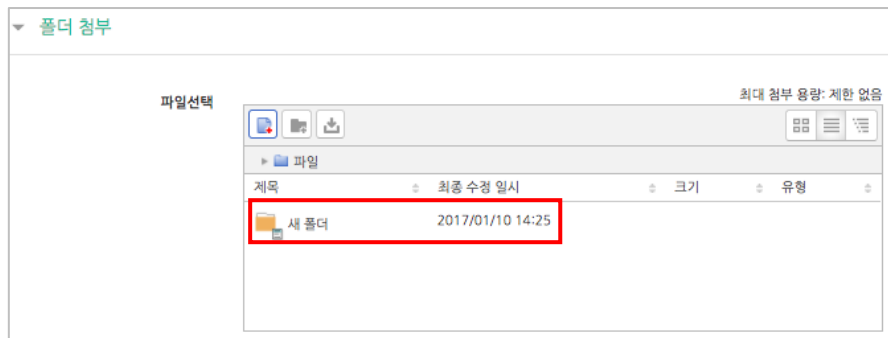 폴더 첨부
최대 첨부 용량: 제한 없음
파일선택
파일
제목 최종 수정 일시 크기 유형
새 폴더 2017/01/10 14:25